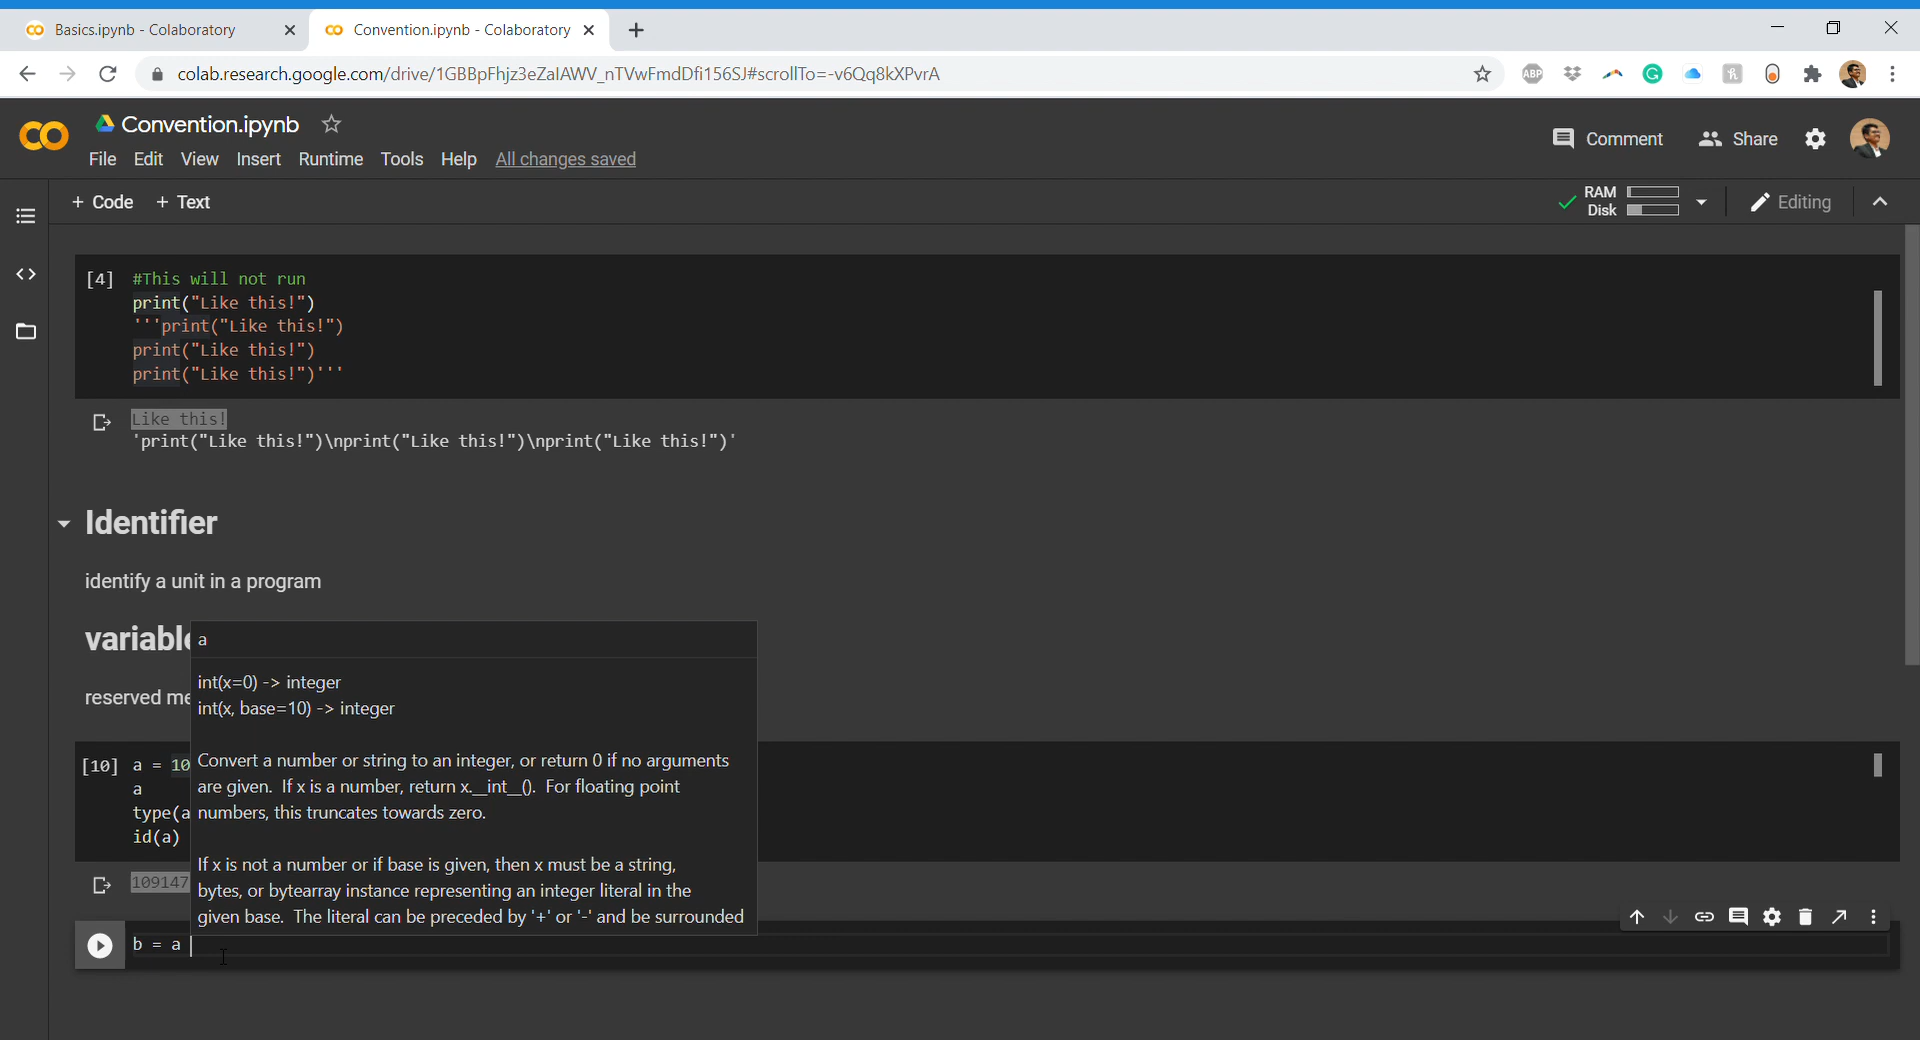 Basics.ipynb - Colaboratory
Convention.ipynb - Colaboratory
colab.research.google.com/drive/1GBBpFhjz3eZalAWV_nTVwFmdDfi156SJ#scrollTo=-v6Qq8kXPvrA
ABP
Convention.ipynb
Comment
Share
File Edit View Insert Runtime Tools Help All changes saved
+ Code + Text
RAM
Disk
Editing
[4] #This will not run
print("Like this!")
'''print("Like this!")
print("Like this!")
print("Like this!")'''
Like this!
'print("Like this!")\nprint("Like this!")\nprint("Like this!")'
Identifier
identify a unit in a program
variable
a
int(x=0) -> integer
reserved me
int(x, base=10) -> integer
[10] a = 10
a
type(a
id(a)
Convert a number or string to an integer, or return 0 if no arguments
are given. If x is a number, return x.__int__(). For floating point
numbers, this truncates towards zero.
If x is not a number or if base is given, then x must be a string,
bytes, or bytearray instance representing an integer literal in the
given base. The literal can be preceded by '+' or '-' and be surrounded
109147
b = a